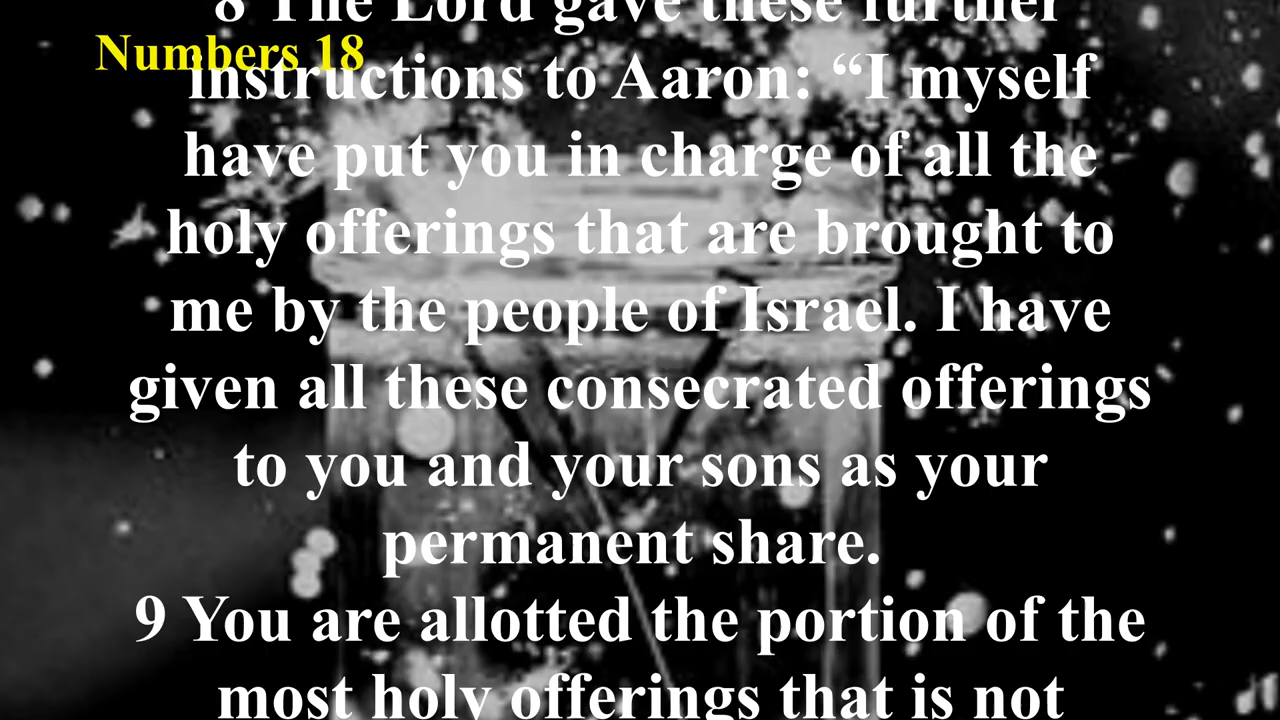 8 The Lord gave these further
Numbers 18
instructions to Aaron: “I myself
have put you in charge of all the
holy offerings that are brought to
me by the people of Israel. I have
given all these consecrated offerings
to you and your sons as your
permanent share.
9 You are allotted the portion of the
most holy offerings that is not